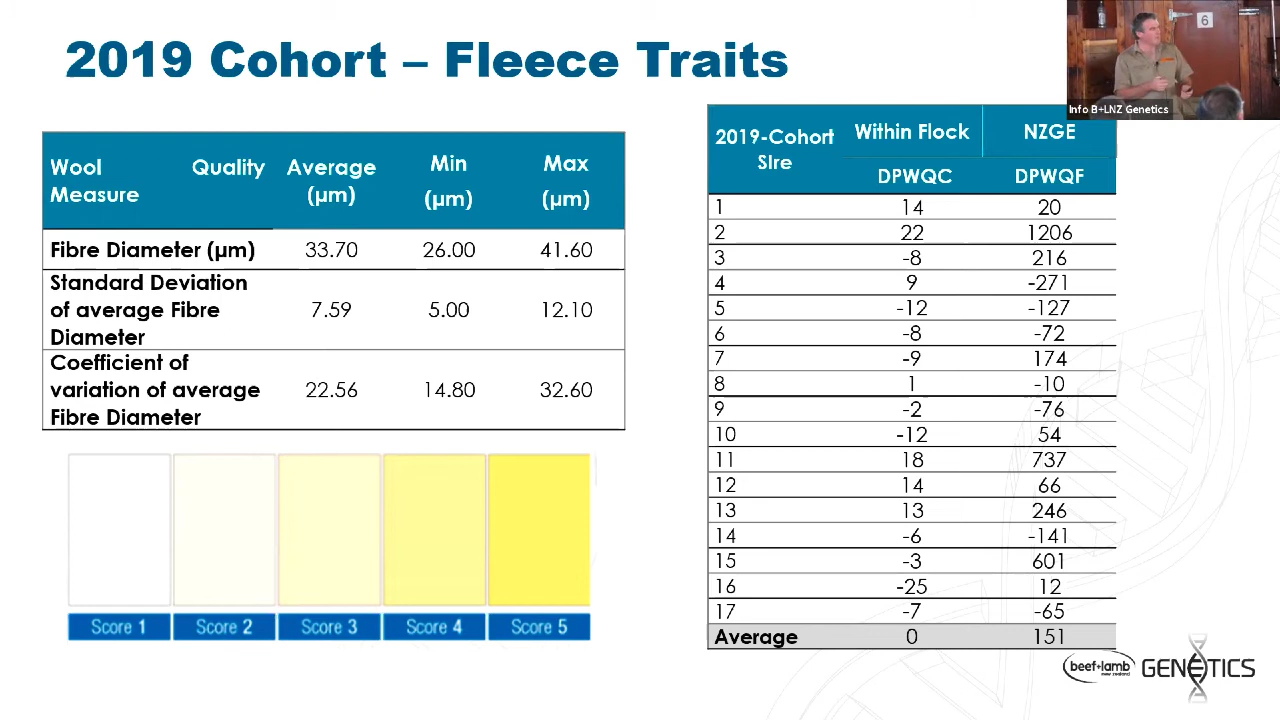 2019 Cohort – Fleece Traits
6
Info B+LNZ Genetics
Wool Quality Measure Average (µm) Min (µm) Max (µm)
Fibre Diameter (µm) 33.70 26.00 41.60
Standard Deviation of average Fibre Diameter 7.59 5.00 12.10
Coefficient of variation of average Fibre Diameter 22.56 14.80 32.60
Score 1 Score 2 Score 3 Score 4 Score 5
2019-Cohort SIre Within Flock NZGE
DPWQC DPWQF
1 14 20
2 22 1206
3 -8 216
4 9 -271
5 -12 -127
6 -8 -72
7 -9 174
8 1 -10
9 -2 -76
10 -12 54
11 18 737
12 14 66
13 13 246
14 -6 -141
15 -3 601
16 -25 12
17 -7 -65
Average 0 151
beef+lamb new zealand GENETICS